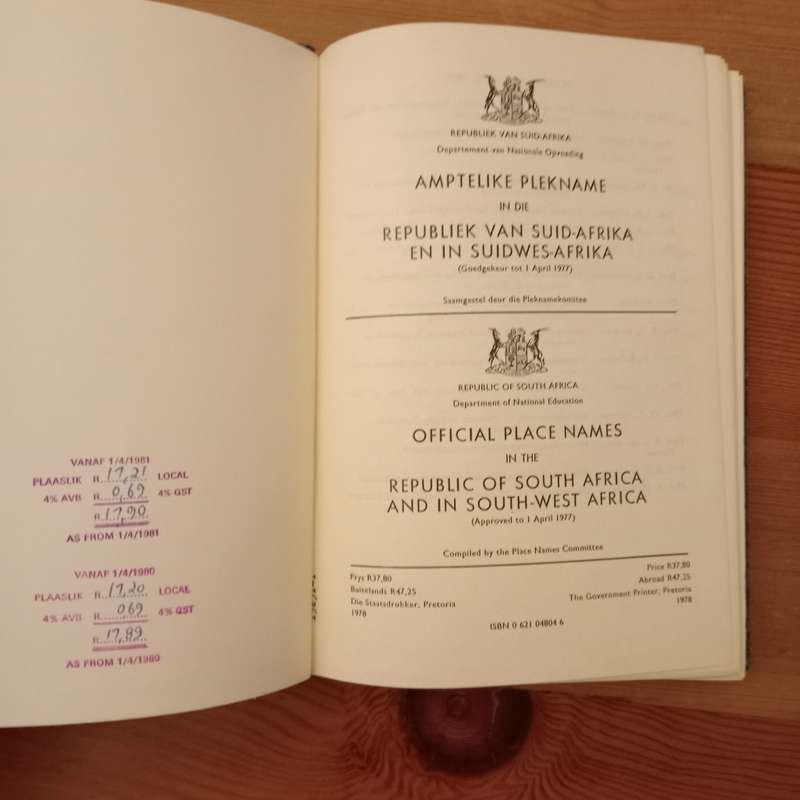 VANAF 1/4/1981
PLAASLIK R 17,21 LOCAL
4% AVB R 0,69 4% GST
R 17,90
AS FROM 1/4/1981
VANAF 1/4/1980
PLAASLIK R 17,20 LOCAL
4% AVB R 069 4% GST
R 17,89
AS FROM 1/4/1980
REPUBLIEK VAN SUID-AFRIKA
Departement van Nasionale Opvoeding
AMPTELIKE PLEKNAME
IN DIE
REPUBLIEK VAN SUID-AFRIKA
EN IN SUIDWES-AFRIKA
(Goedgekeur tot 1 April 1977)
Saamgestel deur die Pleknamekomitee
REPUBLIC OF SOUTH AFRICA
Department of National Education
OFFICIAL PLACE NAMES
IN THE
REPUBLIC OF SOUTH AFRICA
AND IN SOUTH-WEST AFRICA
(Approved to 1 April 1977)
Compiled by the Place Names Committee
Prys R37,80
Buitelands R47,25
Die Staatsdrukker, Pretoria
1978
Price R37,80
Abroad R47,25
The Government Printer, Pretoria
1978
ISBN 0 621 04804 6